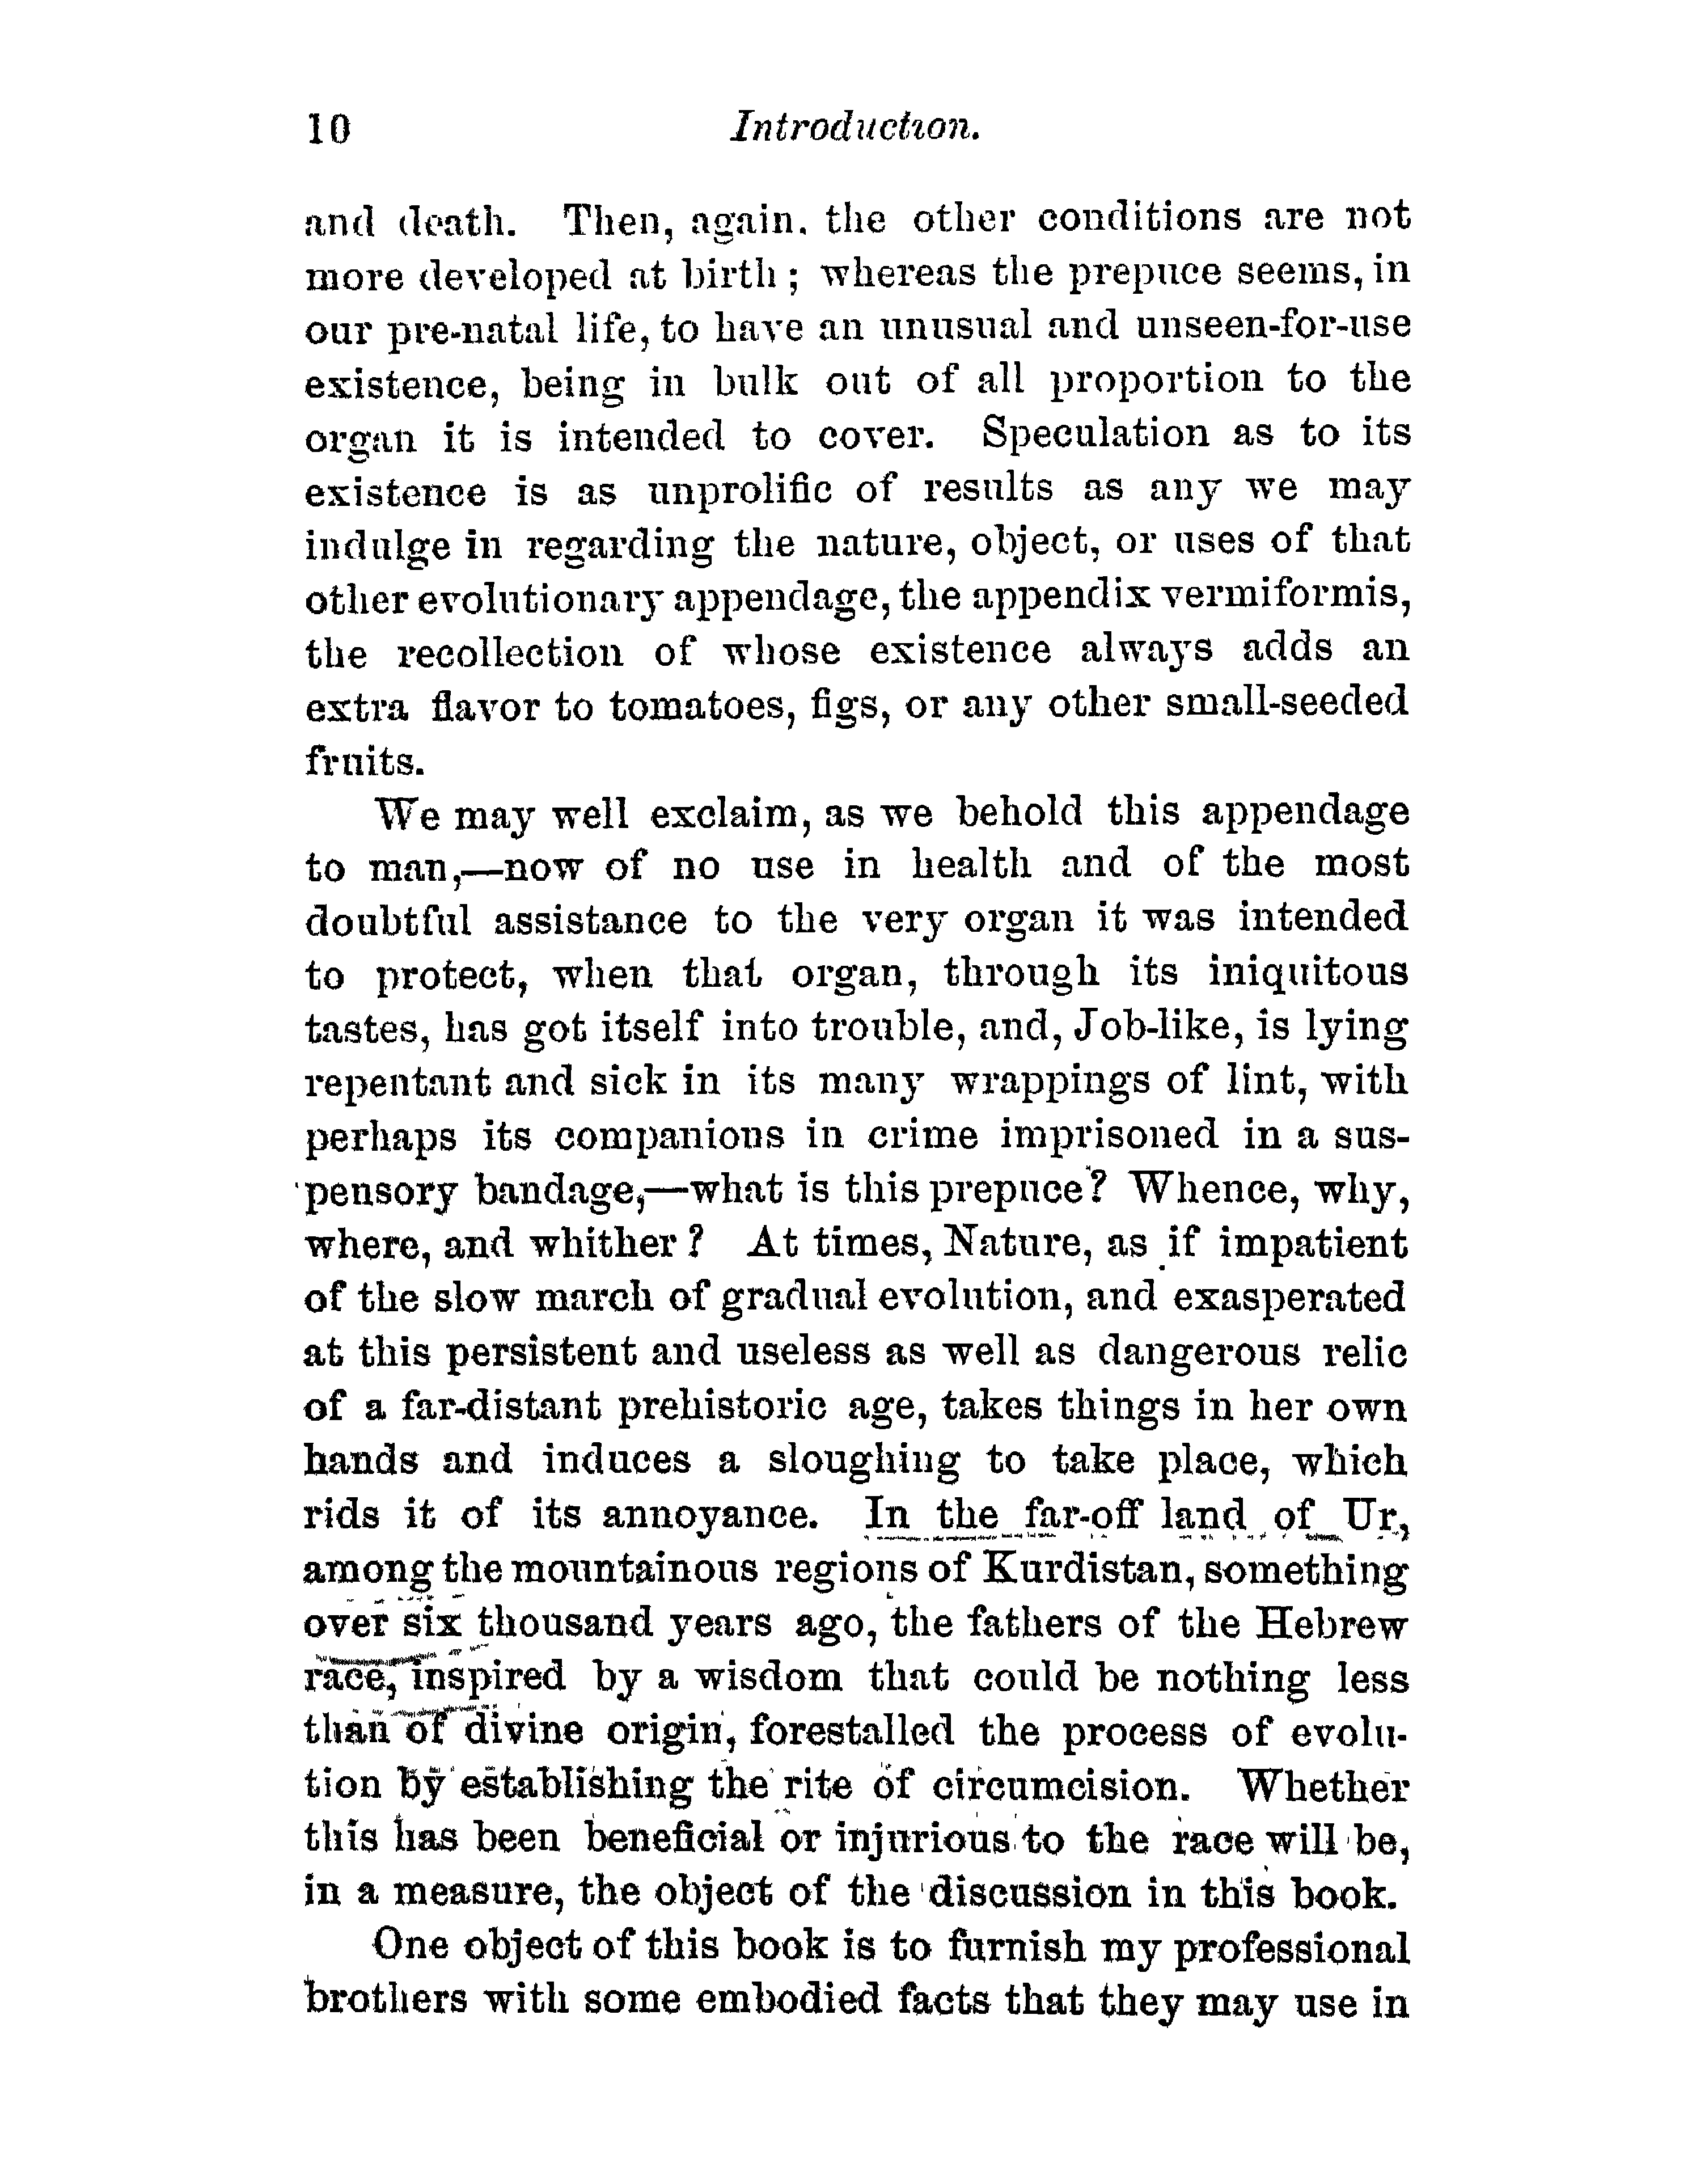 10 Introduction.
and death. Then, again, the other conditions are not
more developed at birth; whereas the prepuce seems, in
our pre-natal life, to have an unusual and unseen-for-use
existence, being in bulk out of all proportion to the
organ it is intended to cover. Speculation as to its
existence is as unprolific of results as any we may
indulge in regarding the nature, object, or uses of that
other evolutionary appendage, the appendix vermiformis,
the recollection of whose existence always adds an
extra flavor to tomatoes, figs, or any other small-seeded
fruits.
We may well exclaim, as we behold this appendage
to man,—now of no use in health and of the most
doubtful assistance to the very organ it was intended
to protect, when that organ, through its iniquitous
tastes, has got itself into trouble, and, Job-like, is lying
repentant and sick in its many wrappings of lint, with
perhaps its companions in crime imprisoned in a sus-
pensory bandage,—what is this prepuce? Whence, why,
where, and whither? At times, Nature, as if impatient
of the slow march of gradual evolution, and exasperated
at this persistent and useless as well as dangerous relic
of a far-distant prehistoric age, takes things in her own
hands and induces a sloughing to take place, which
rids it of its annoyance. In the far-off land of Ur,
among the mountainous regions of Kurdistan, something
over six thousand years ago, the fathers of the Hebrew
race, inspired by a wisdom that could be nothing less
than of divine origin, forestalled the process of evolu-
tion by establishing the rite of circumcision. Whether
this has been beneficial or injurious to the race will be,
in a measure, the object of the discussion in this book.
One object of this book is to furnish my professional
brothers with some embodied facts that they may use in